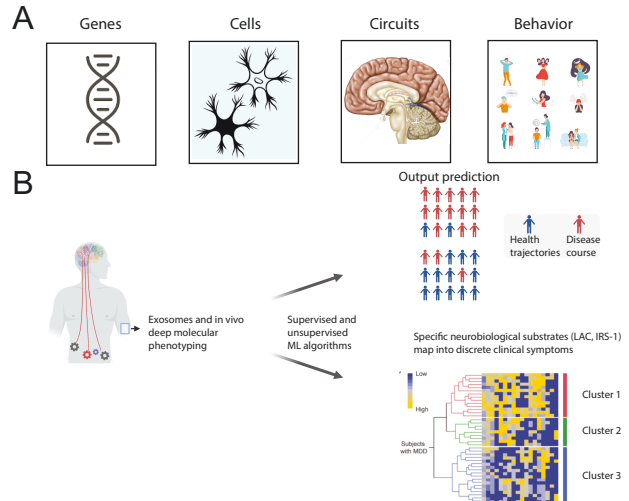 A
Genes
Cells
Circuits
Behavior
B
Output prediction
Health
trajectories
Disease
course
Exosomes and in vivo
deep molecular
phenotyping
Supervised and
unsupervised
ML algorithms
Specific neurobiological substrates (LAC, IRS-1)
map into discrete clinical symptoms
Low
High
Subjects
with MDD
Cluster 1
Cluster 2
Cluster 3